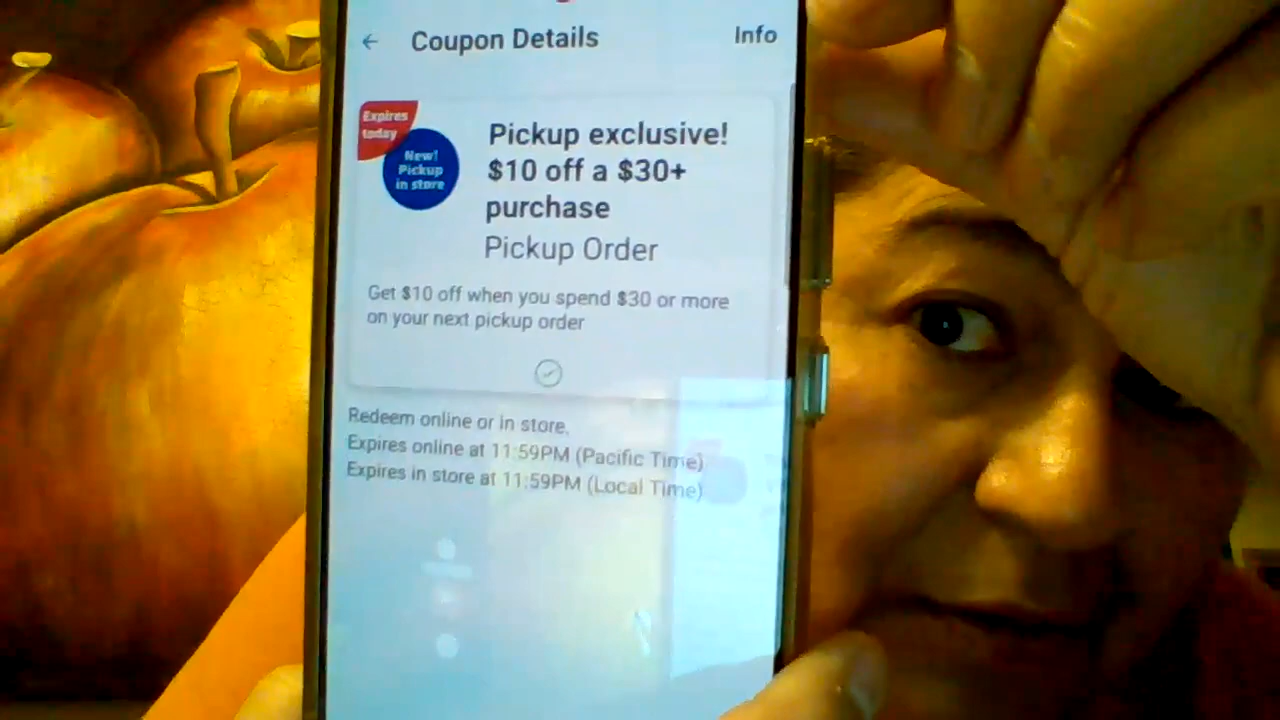 Coupon Details
Info
Expires
today
New!
Pickup
in store
Pickup exclusive!
$10 off a $30+
purchase
Pickup Order
Get $10 off when you spend $30 or more
on your next pickup order
Redeem online or in store.
Expires online at 11:59PM (Pacific Time)
Expires in store at 11:59PM (Local Time)